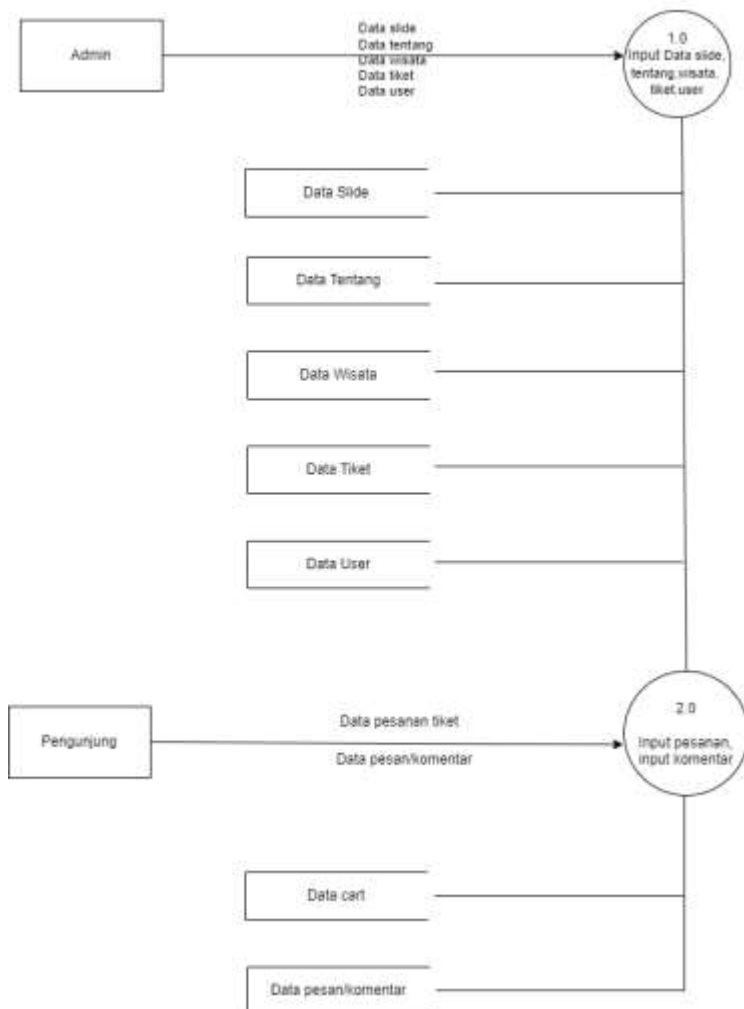 Admin
Data slide
Data tentang
Data wisata
Data tiket
Data user
1.0
Input Data slide,
tentang,wisata,
tiket,user
Data Slide
Data Tentang
Data Wisata
Data Tiket
Data User
Pengunjung
Data pesanan tiket
Data pesan/komentar
2.0
Input pesanan,
input komentar
Data cart
Data pesan/komentar